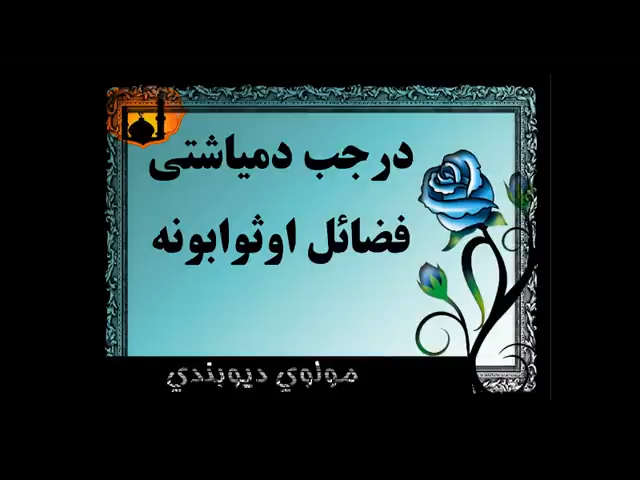 درجب دمیاشتی
فضائل اوثوابونه
مولوي ديوبندي